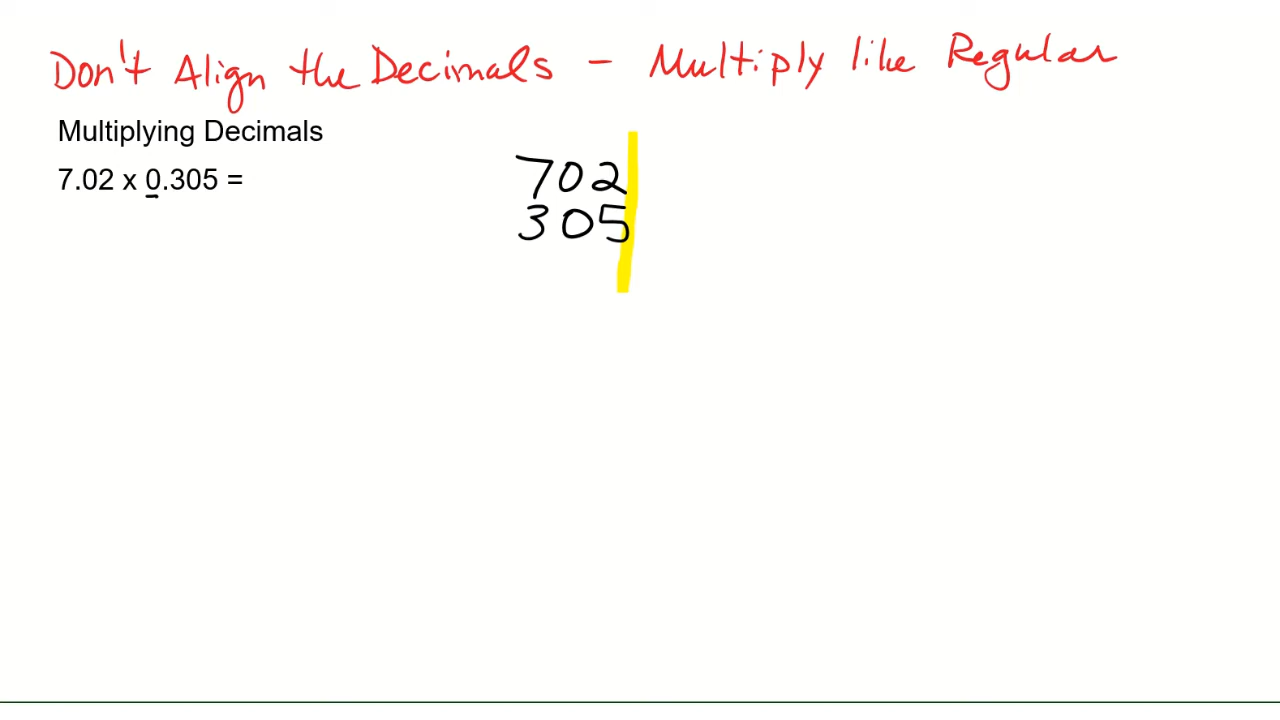 Don't Align the Decimals - Multiply like Regular
Multiplying Decimals
7.02 x 0.305 =
702
305